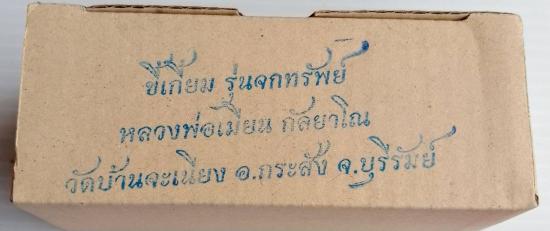 ขี่เกี้ยม รุ่นจกทรัพย์
หลวงพ่อเมียน กัลยาโณ
วัดบ้านจะเนียง อ.กระสัง จ.บุรีรัมย์